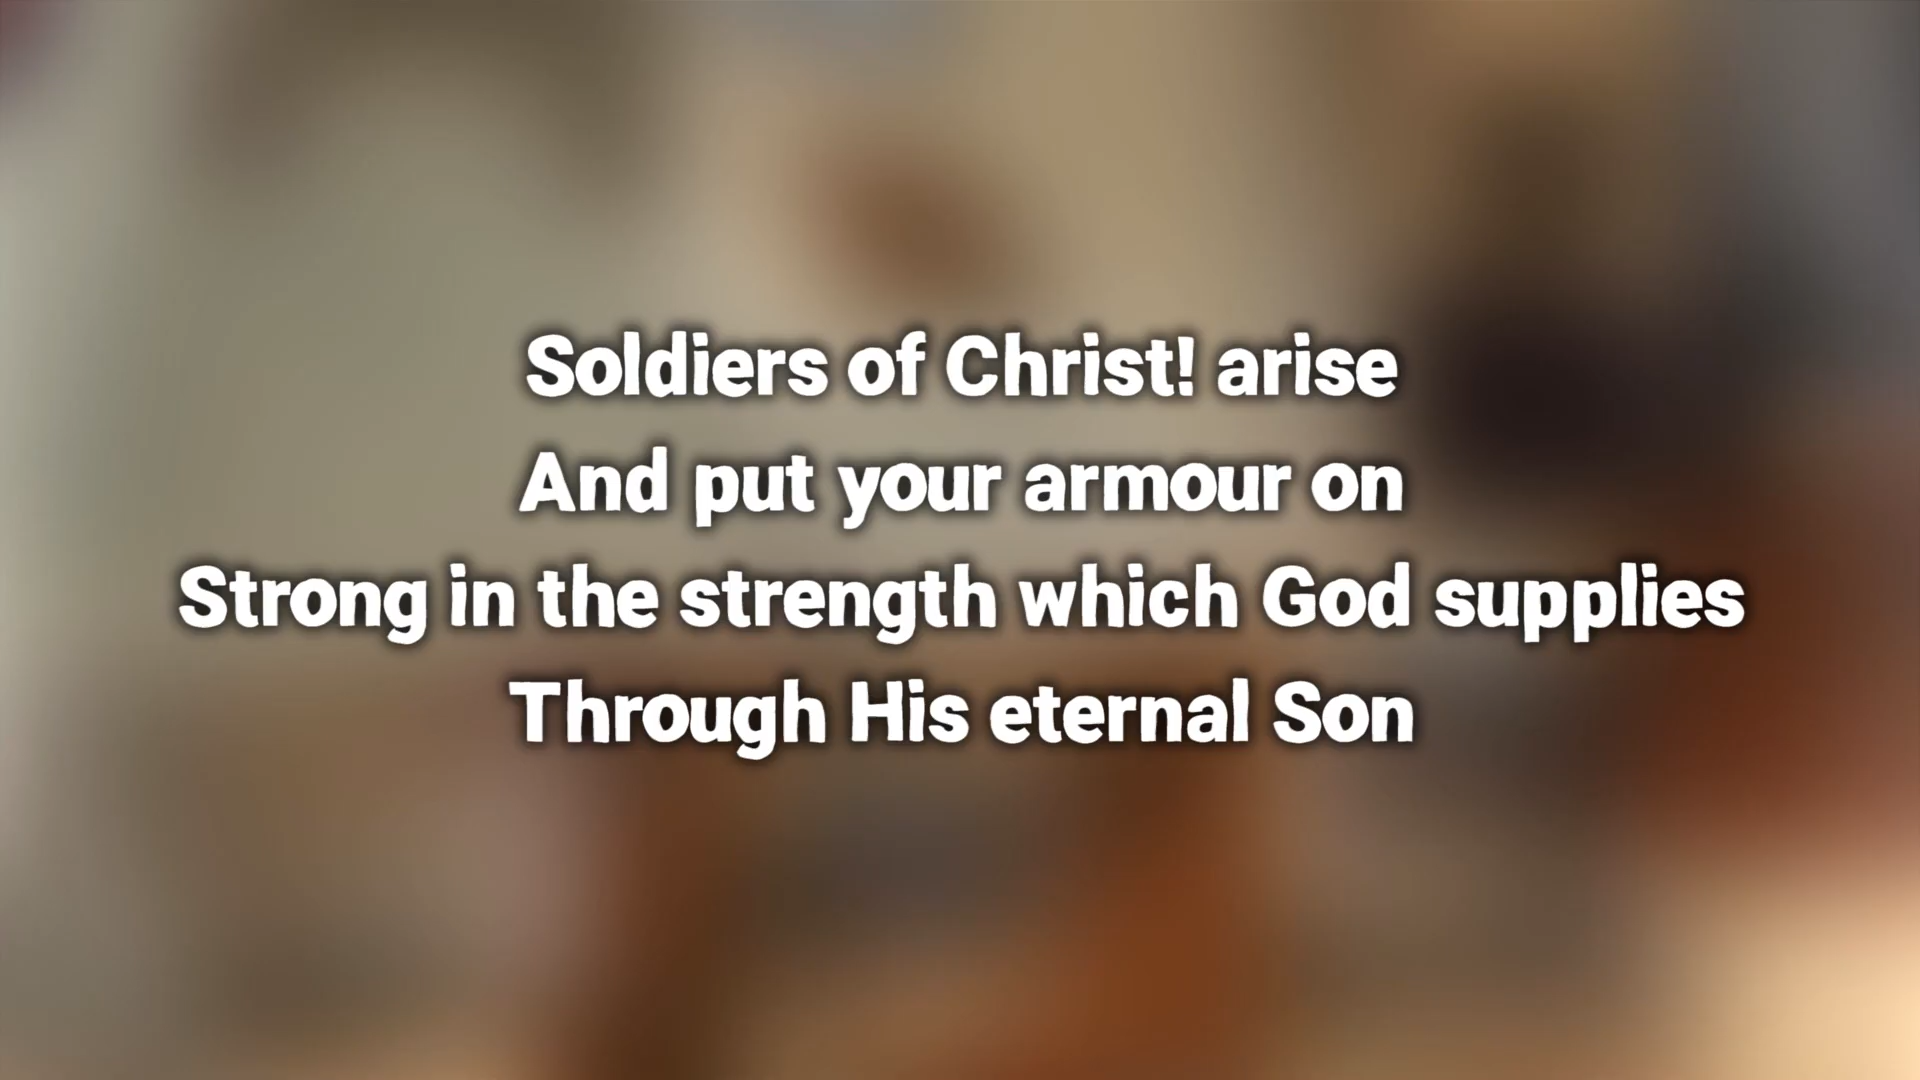 Soldiers of Christ! arise
And put your armour on
Strong in the strength which God supplies
Through His eternal Son